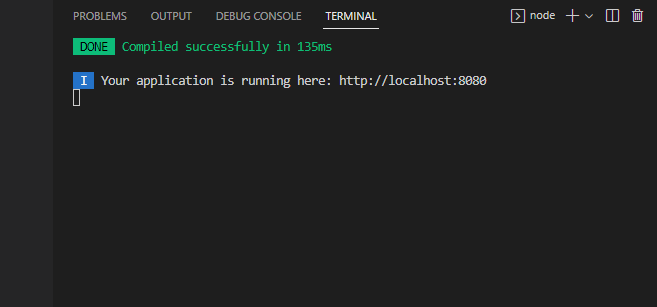 PROBLEMS OUTPUT DEBUG CONSOLE TERMINAL node
DONE Compiled successfully in 135ms
I Your application is running here: http://localhost:8080